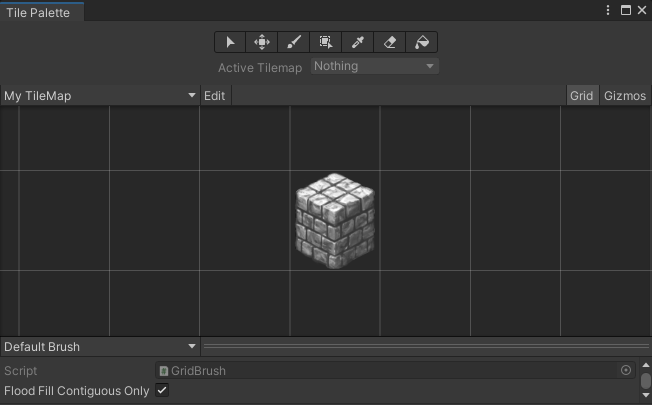 Tile Palette
Active Tilemap Nothing
My TileMap Edit Grid Gizmos
Default Brush
Script GridBrush
Flood Fill Contiguous Only